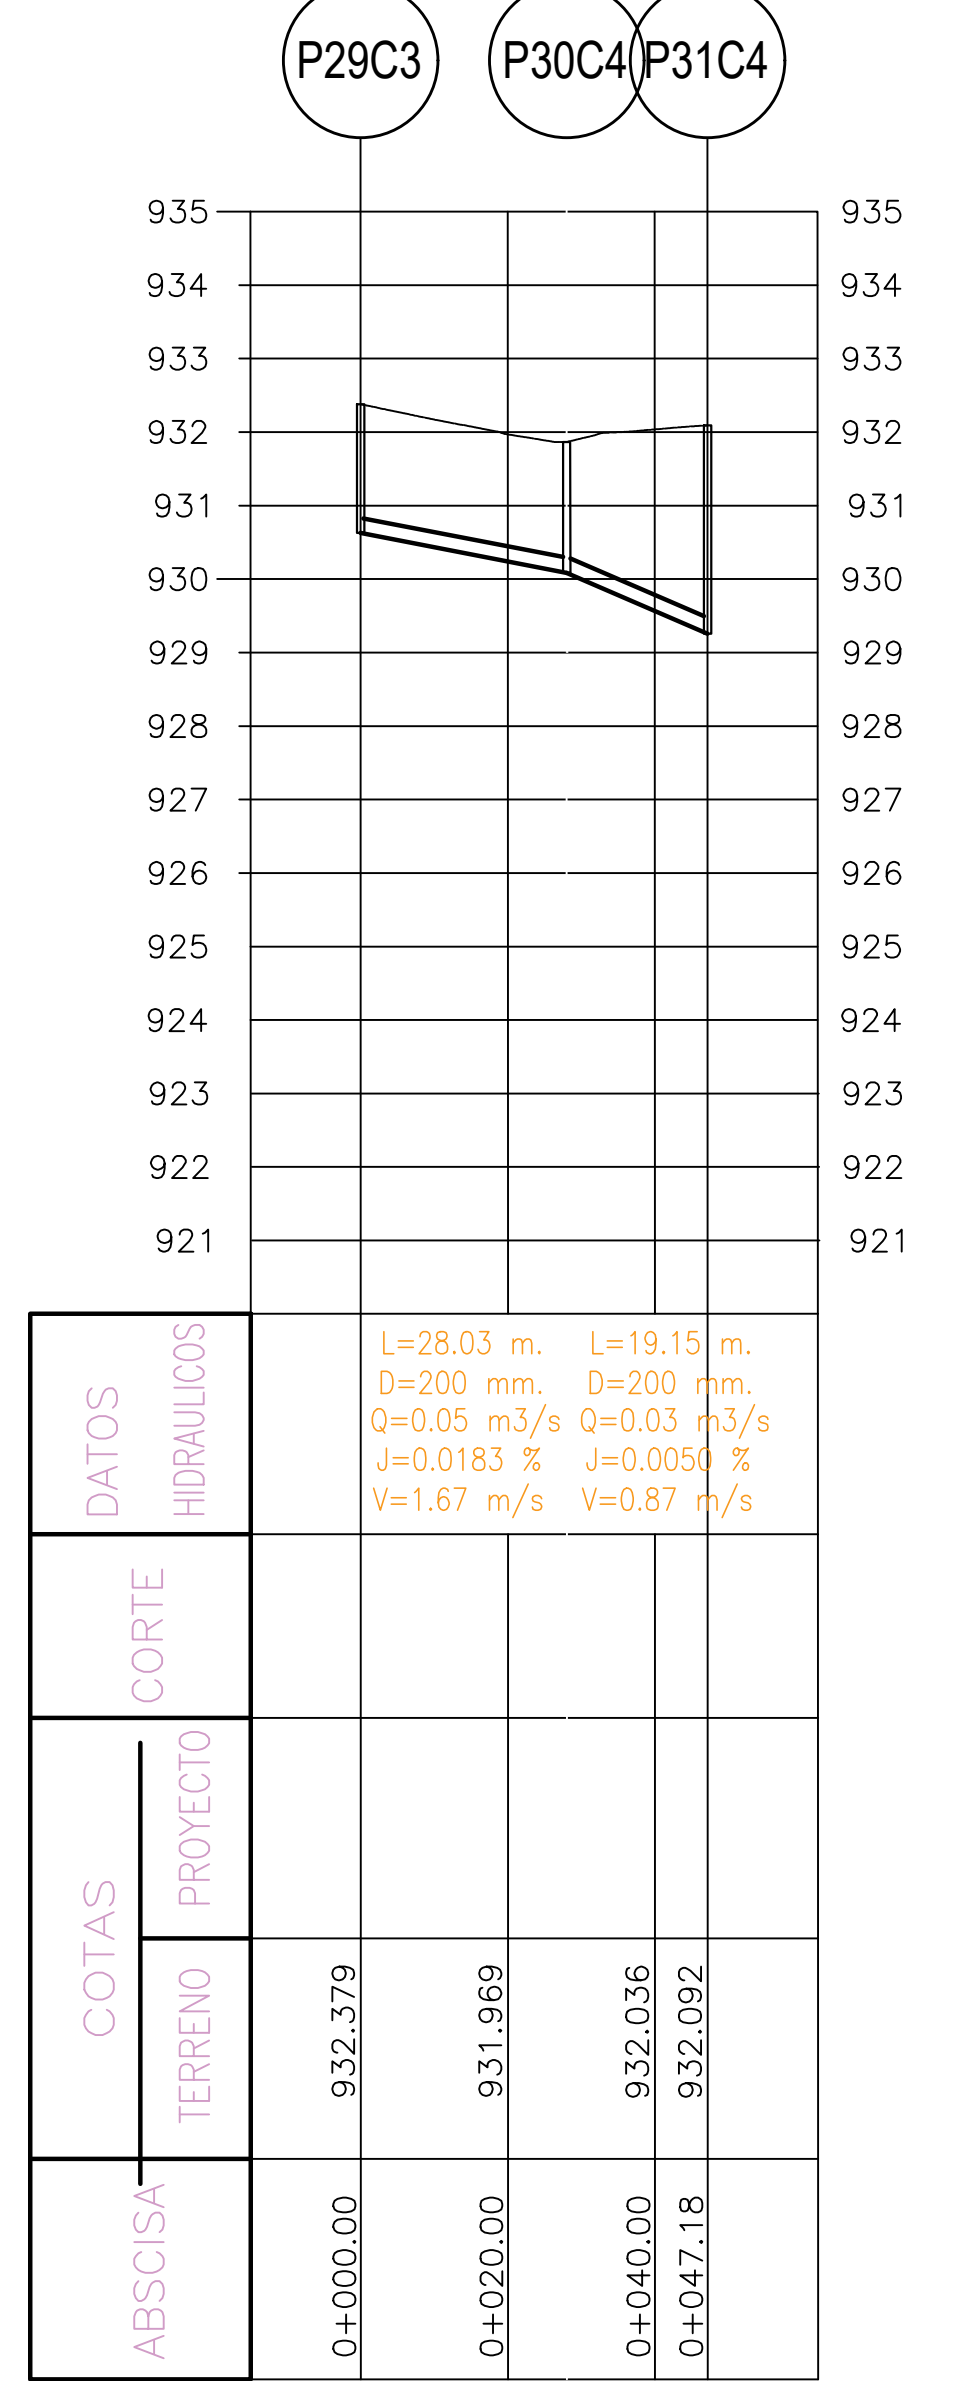 P29C3 P30C4 P31C4
935 935
934 934
933 933
932 932
931 931
930 930
929 929
928 928
927 927
926 926
925 925
924 924
923 923
922 922
921 921
DATOS
HIDRAULICOS
L=28.03 m. L=19.15 m.
D=200 mm. D=200 mm.
Q=0.05 m3/s Q=0.03 m3/s
J=0.0183 % J=0.0050 %
V=1.67 m/s V=0.87 m/s
CORTE
COTAS
PROYECTO
TERRENO
932.379 931.969 932.036 932.092
ABSCISA
0+000.00 0+020.00 0+040.00 0+047.18